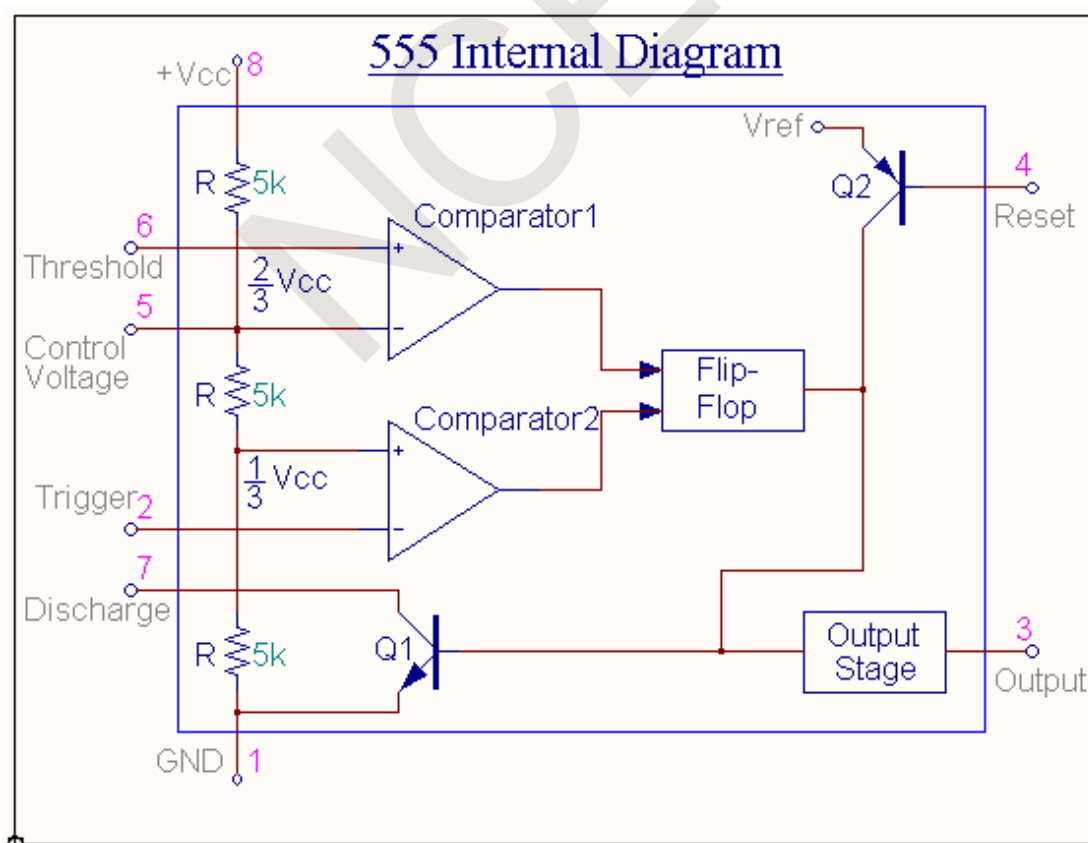 555 Internal Diagram
+Vcc 8
Vref
R 5k
Q2
4
Reset
Comparator1
6
Threshold
2/3 Vcc
5
Control
Voltage
R 5k
Flip-
Flop
Comparator2
1/3 Vcc
Trigger
2
7
Discharge
R 5k
Q1
Output
Stage
3
Output
GND 1
NCE